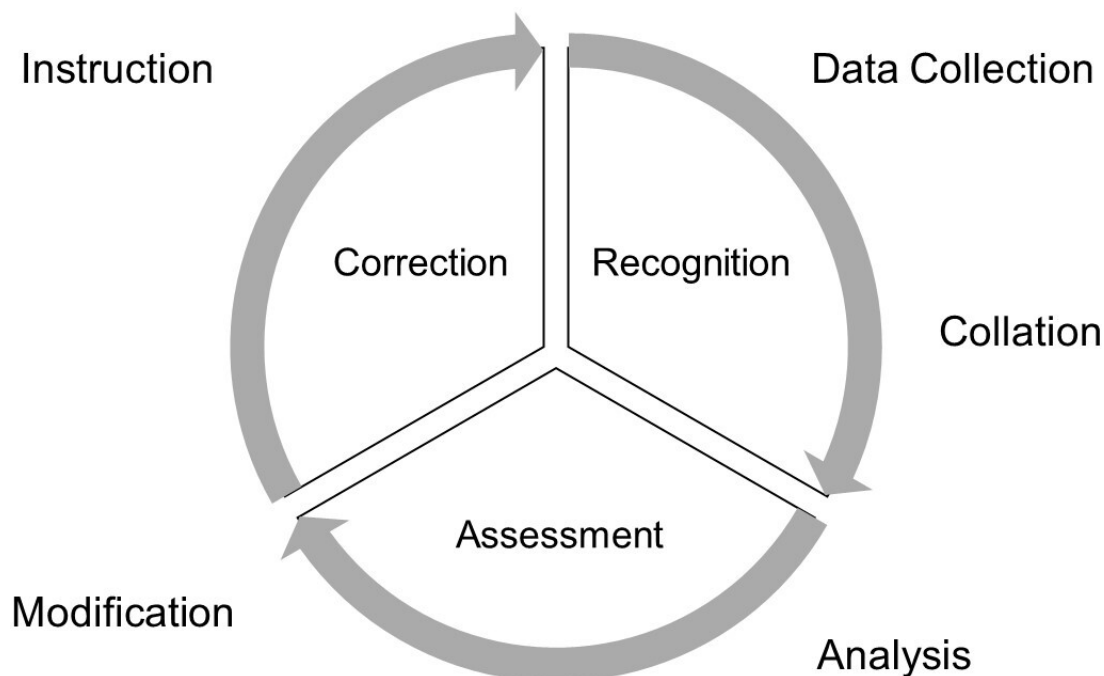 Instruction
Data Collection
Correction
Recognition
Collation
Assessment
Modification
Analysis